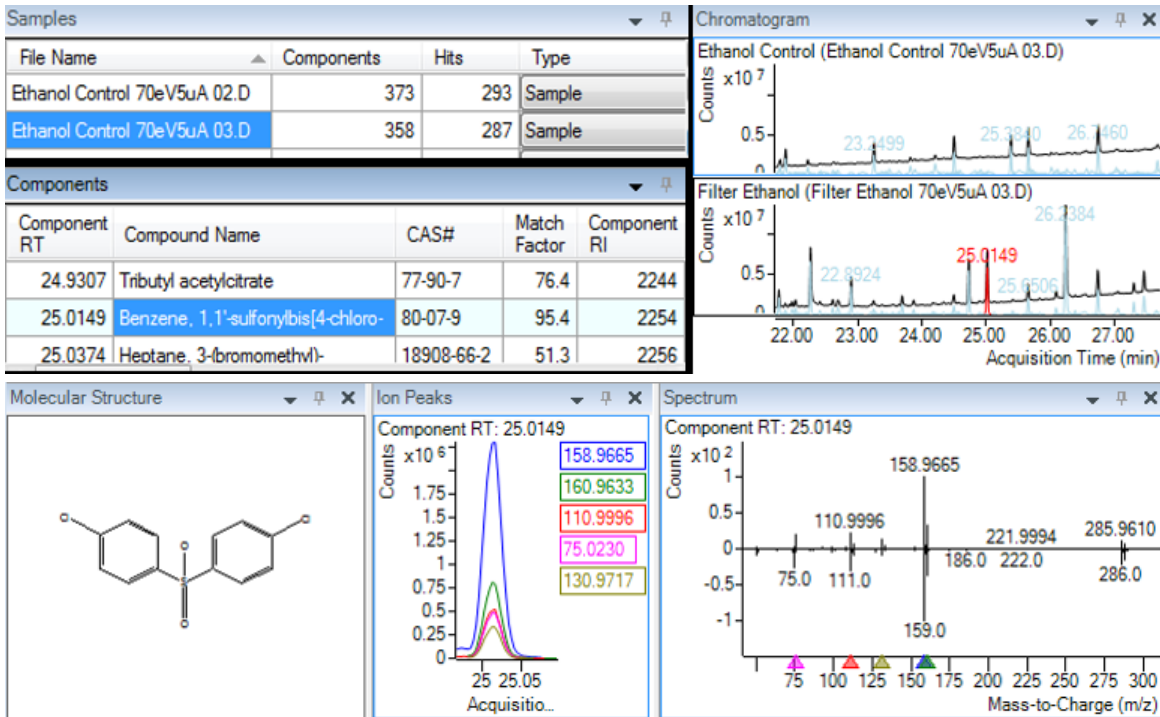 Samples
File Name Components Hits Type
Ethanol Control 70eV5uA 02.D 373 293 Sample
Ethanol Control 70eV5uA 03.D 358 287 Sample
Components
Component RT Compound Name CAS# Match Factor Component RI
24.9307 Tributyl acetylcitrate 77-90-7 76.4 2244
25.0149 Benzene, 1,1'-sulfonylbis[4-chloro- 80-07-9 95.4 2254
25.0374 Heptane, 3-(bromomethyl)- 18908-66-2 51.3 2256
Chromatogram
Ethanol Control (Ethanol Control 70eV5uA 03.D)
Counts
x10 7
0.5
0
23.2499
25.3840
26.7460
Filter Ethanol (Filter Ethanol 70eV5uA 03.D)
Counts
x10 7
0.5
0
22.8924
25.0149
25.6506
26.2384
22.00 23.00 24.00 25.00 26.00 27.00
Acquisition Time (min)
Molecular Structure
Cl
Cl
O
S
O
Ion Peaks
Component RT: 25.0149
Counts
x10 6
1.75
1.5
1.25
1
0.75
0.5
0.25
0
158.9665
160.9633
110.9996
75.0230
130.9717
25 25.05
Acquisitio...
Spectrum
Component RT: 25.0149
Counts
x10 2
1
0.5
0
-0.5
-1
158.9665
110.9996
221.9994
285.9610
75.0
111.0
159.0
186.0
222.0
286.0
75 100 125 150 175 200 225 250 275 300
Mass-to-Charge (m/z)